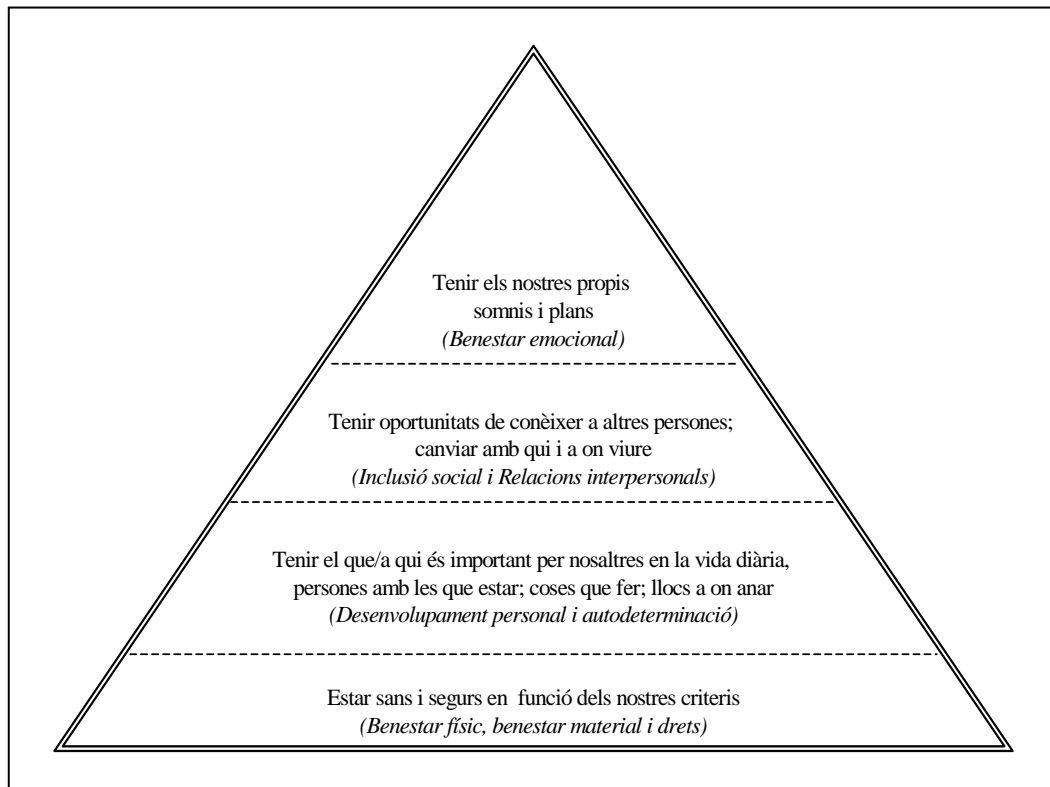 Tenir els nostres propis
somnis i plans
(Benestar emocional)
Tenir oportunitats de conèixer a altres persones;
canviar amb qui i a on viure
(Inclusió social i Relacions interpersonals)
Tenir el que/a qui és important per nosaltres en la vida diària,
persones amb les que estar; coses que fer; llocs a on anar
(Desenvolupament personal i autodeterminació)
Estar sans i segurs en funció dels nostres criteris
(Benestar físic, benestar material i drets)